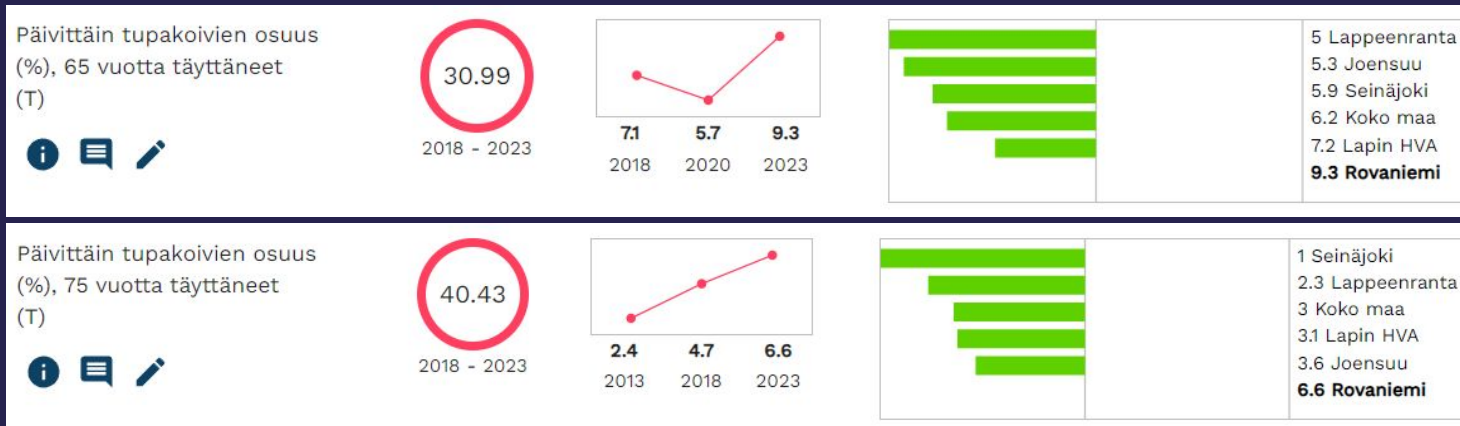 Päivittäin tupakoivien osuus
(%), 65 vuotta täyttäneet
(T)
30.99
2018 - 2023
7.1 5.7 9.3
2018 2020 2023
5 Lappeenranta
5.3 Joensuu
5.9 Seinäjoki
6.2 Koko maa
7.2 Lapin HVA
9.3 Rovaniemi
Päivittäin tupakoivien osuus
(%), 75 vuotta täyttäneet
(T)
40.43
2018 - 2023
2.4 4.7 6.6
2013 2018 2023
1 Seinäjoki
2.3 Lappeenranta
3 Koko maa
3.1 Lapin HVA
3.6 Joensuu
6.6 Rovaniemi